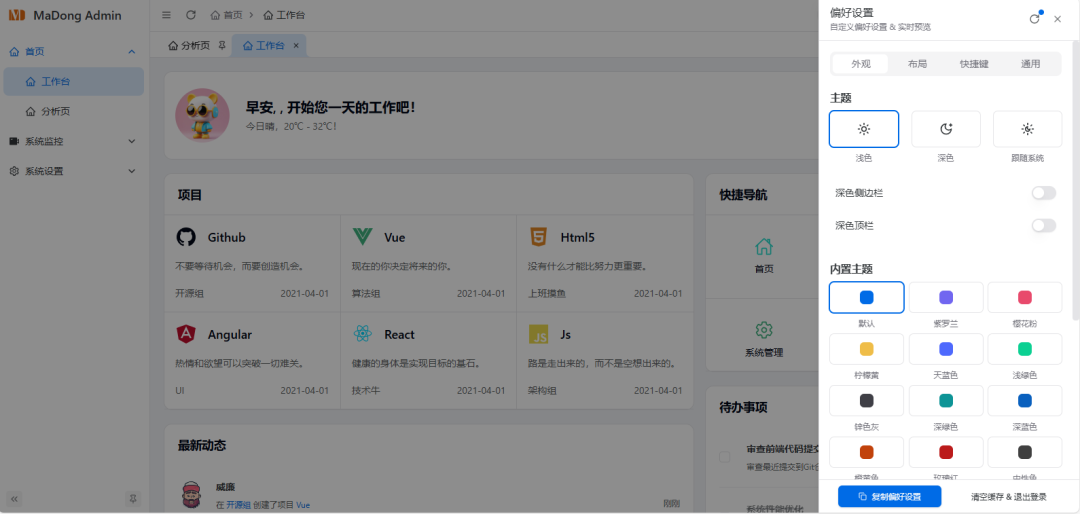 MaDong Admin
首页
工作台
分析页
系统监控
系统设置
首页 > 工作台
分析页
工作台 ×
早安, , 开始您一天的工作吧!
今日晴，20℃ - 32℃!
项目
Github
不要等待机会，而要创造机会。
开源组 2021-04-01
Vue
现在的你决定将来的你。
算法组 2021-04-01
Html5
没有什么才能比努力更重要。
上班摸鱼 2021-04-01
Angular
热情和欲望可以突破一切难关。
UI 2021-04-01
React
健康的身体是实现目标的基石。
技术牛 2021-04-01
Js
路是走出来的，而不是空想出来的。
架构组 2021-04-01
最新动态
威廉
在 开源组 创建了项目 Vue
刚刚
快捷导航
首页
系统管理
待办事项
审查前端代码提交
审查最近提交到Git
系统性能优化
偏好设置
自定义偏好设置 & 实时预览
外观 布局 快捷键 通用
主题
浅色 深色 跟随系统
深色侧边栏
深色顶栏
内置主题
默认 紫罗兰 樱花粉
柠檬黄 天蓝色 浅绿色
锌色灰 深绿色 深蓝色
橙黄色 玫瑰红 中性色
复制偏好设置 清空缓存 & 退出登录